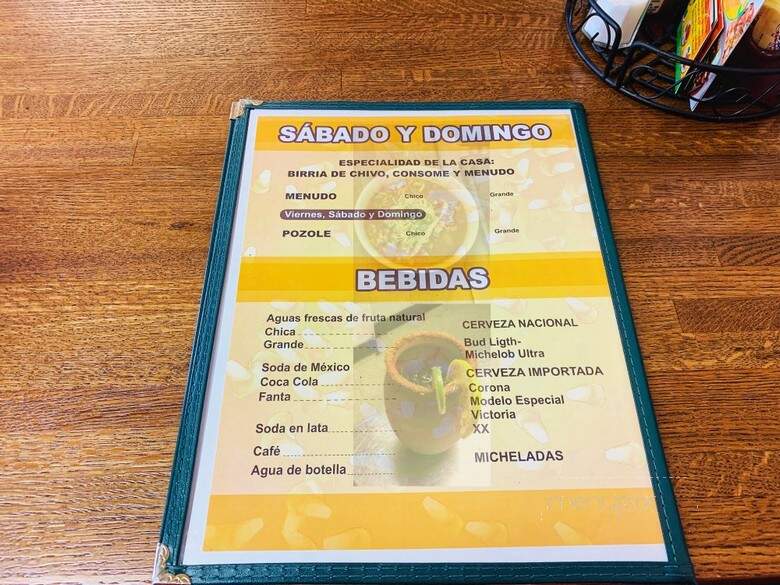 SÁBADO Y DOMINGO
ESPECIALIDAD DE LA CASA:
BIRRIA DE CHIVO, CONSOME Y MENUDO
MENUDO Chico Grande
Viernes, Sábado y Domingo
POZOLE Chico Grande
BEBIDAS
Aguas frescas de fruta natural
Chica
Grande
Soda de México
Coca Cola
Fanta
Soda en lata
Café
Agua de botella
CERVEZA NACIONAL
Bud Ligth-
Michelob Ultra
CERVEZA IMPORTADA
Corona
Modelo Especial
Victoria
XX
MICHELADAS